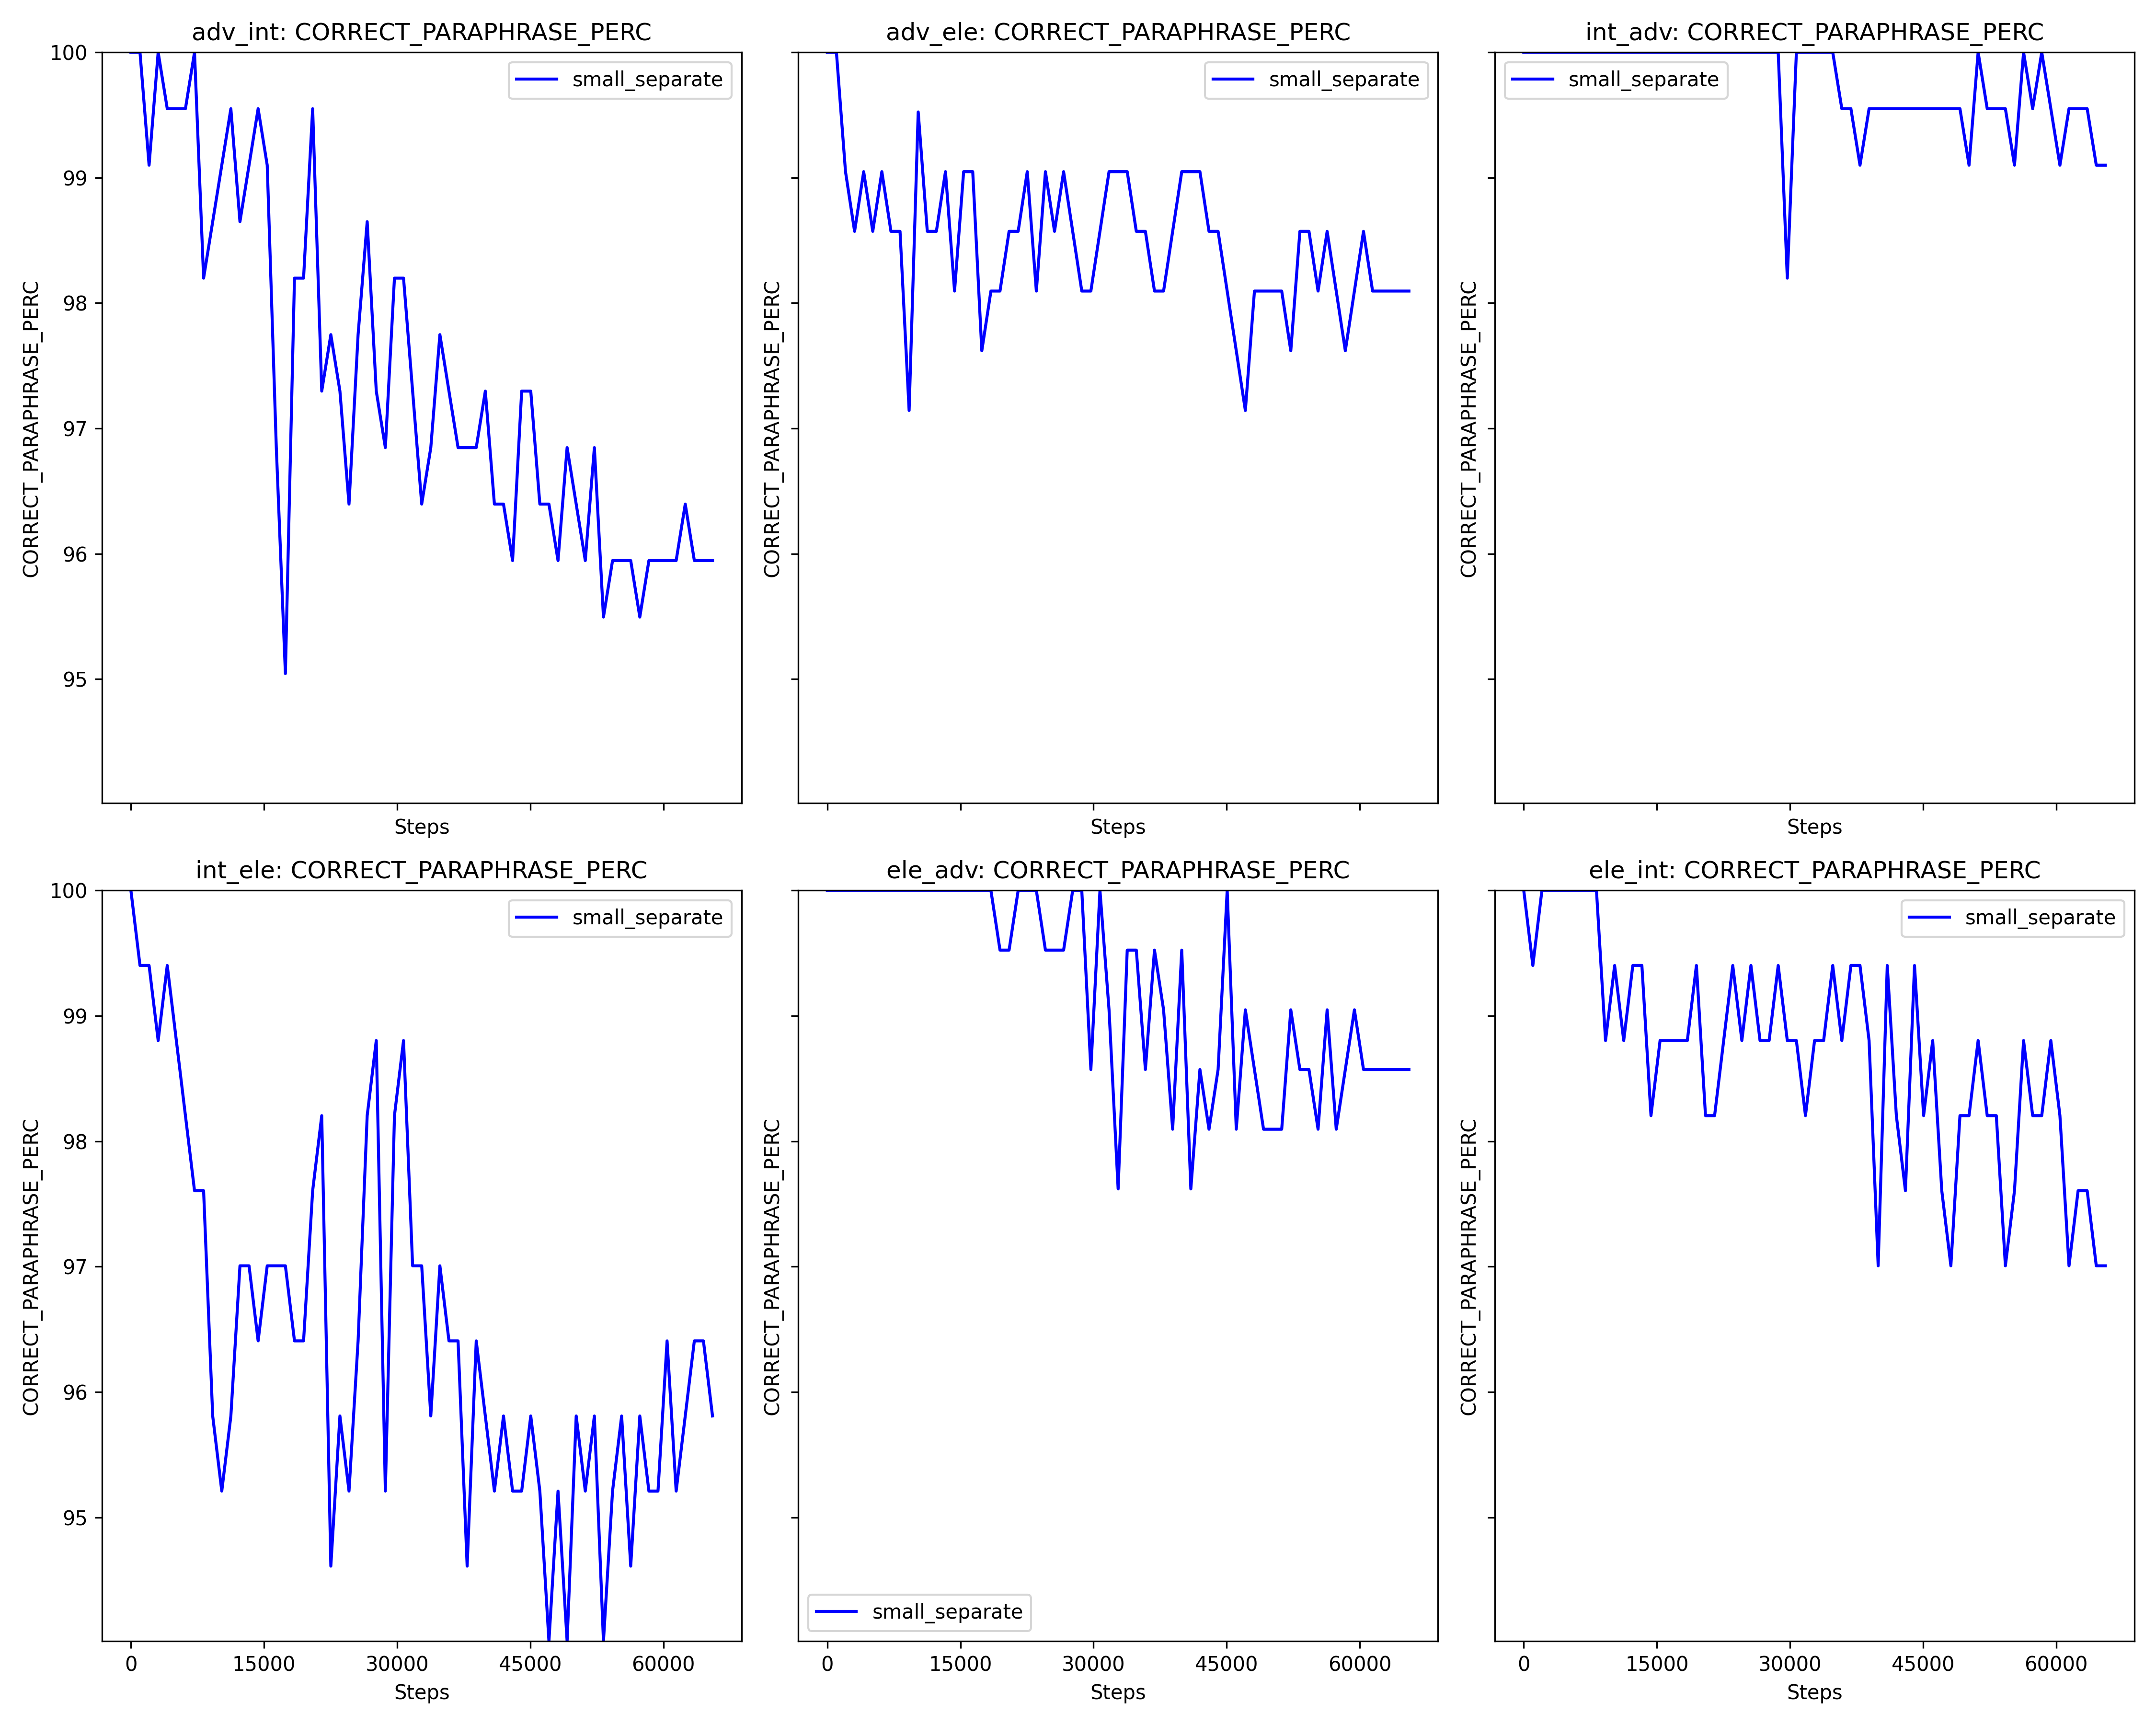 adv_int: CORRECT_PARAPHRASE_PERC
small_separate
CORRECT_PARAPHRASE_PERC
100
99
98
97
96
95
Steps
adv_ele: CORRECT_PARAPHRASE_PERC
small_separate
CORRECT_PARAPHRASE_PERC
Steps
int_adv: CORRECT_PARAPHRASE_PERC
small_separate
CORRECT_PARAPHRASE_PERC
Steps
int_ele: CORRECT_PARAPHRASE_PERC
small_separate
CORRECT_PARAPHRASE_PERC
100
99
98
97
96
95
0 15000 30000 45000 60000
Steps
ele_adv: CORRECT_PARAPHRASE_PERC
CORRECT_PARAPHRASE_PERC
small_separate
0 15000 30000 45000 60000
Steps
ele_int: CORRECT_PARAPHRASE_PERC
small_separate
CORRECT_PARAPHRASE_PERC
0 15000 30000 45000 60000
Steps